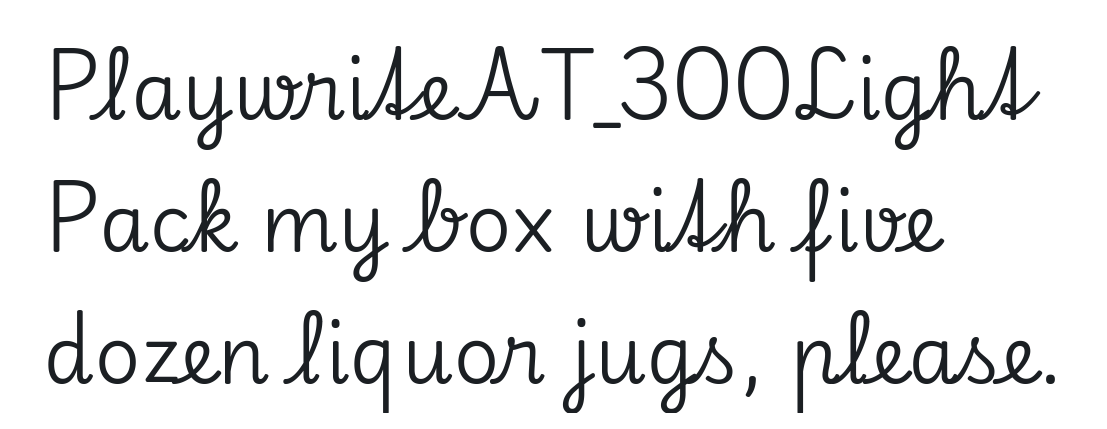 PlaywriteAT_300Light
Pack my box with five
dozen liquor jugs, please.